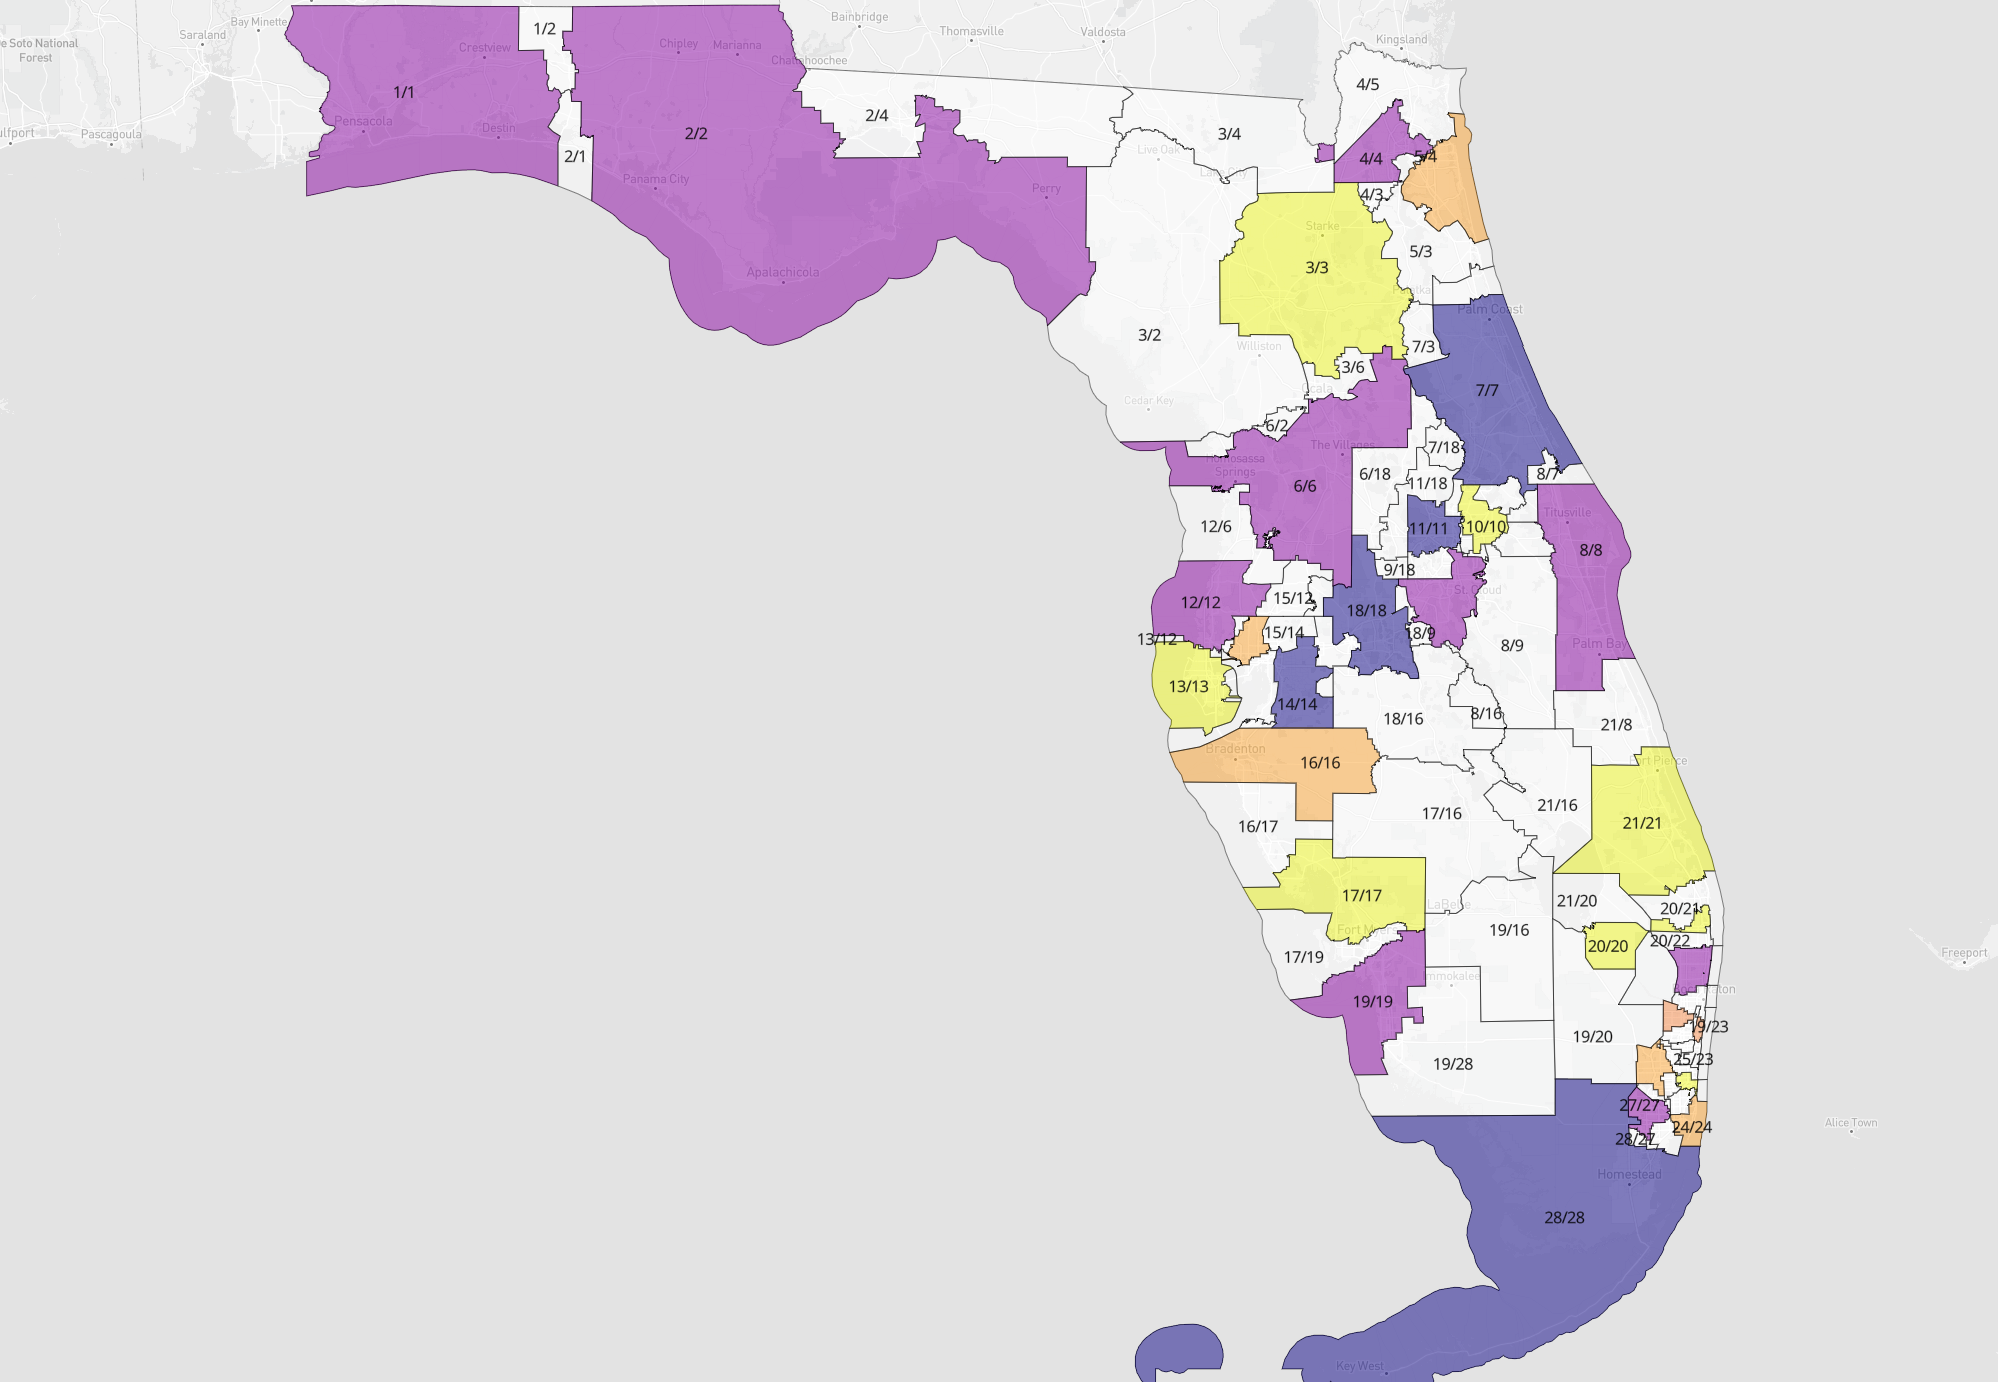 Bay Minette
Saraland
e Soto National
Forest
ulfport
Pascagoula
Bainbridge
Thomasville
Valdosta
Kingsland
Chattahoochee
1/2
Crestview
Chipley
Marianna
1/1
Pensacola
Destin
2/1
2/2
2/4
3/4
4/5
4/4
5/4
4/3
Live Oak
Lake City
Panama City
Perry
Starke
3/3
5/3
Apalachicola
Palatka
Palm Coast
3/2
Williston
7/3
3/6
Ocala
7/7
Cedar Key
6/2
The Villages
7/18
Homosassa
Springs
6/18
11/18
8/7
6/6
Titusville
12/6
11/11
10/10
8/8
9/18
St. Cloud
15/12
12/12
18/18
13/12
15/14
18/9
8/9
Palm Bay
13/13
14/14
18/16
8/16
21/8
Bradenton
16/16
Fort Pierce
21/16
17/16
16/17
21/21
17/17
LaBelle
21/20
20/21
19/16
Fort Myers
20/20
20/22
17/19
Immokalee
Freeport
19/19
Boca Raton
19/20
19/23
19/28
25/23
27/27
24/24
28/27
Alice Town
Homestead
28/28
Key West